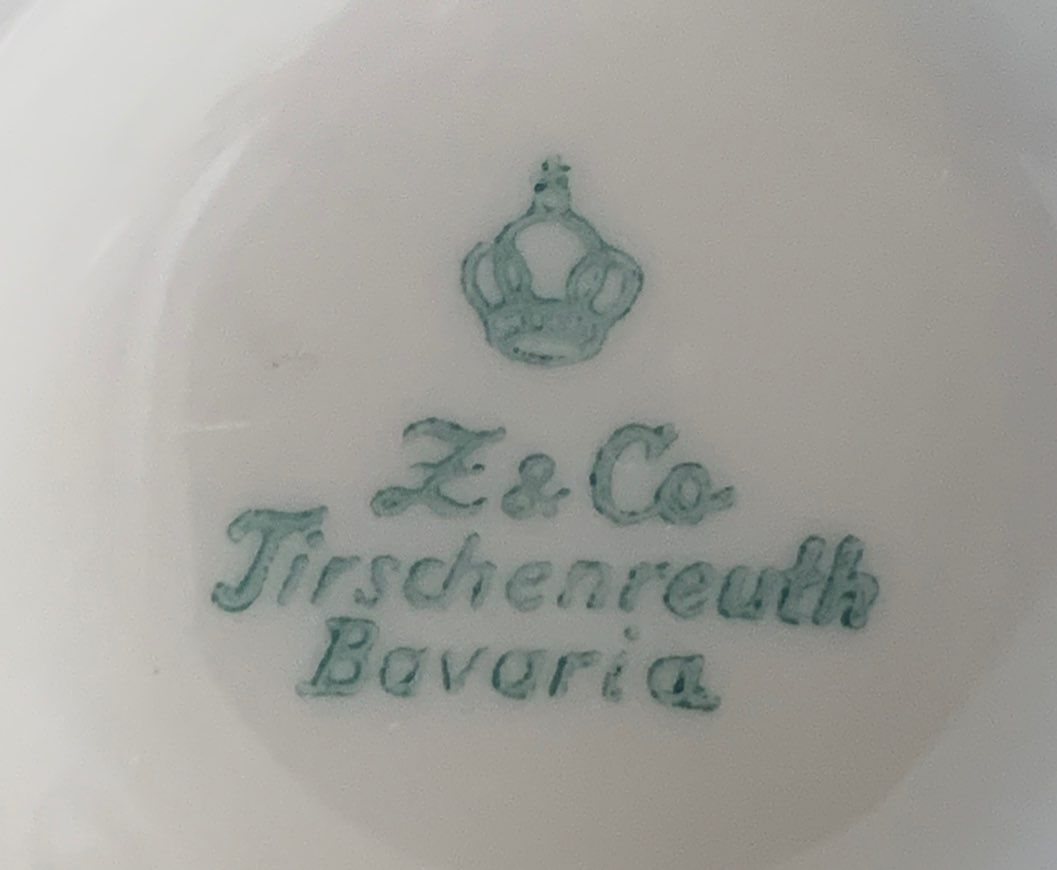 Z & Co
Tirschenreuth
Bavaria